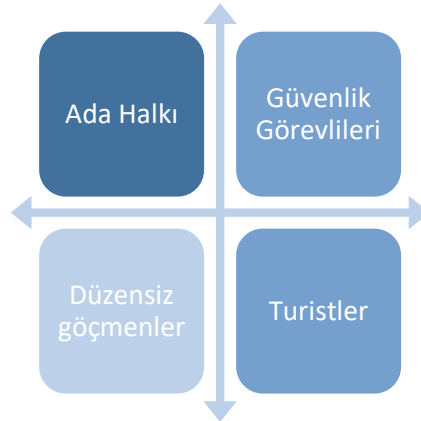 Ada Halkı
Güvenlik
Görevlileri
Düzensiz
göçmenler
Turistler